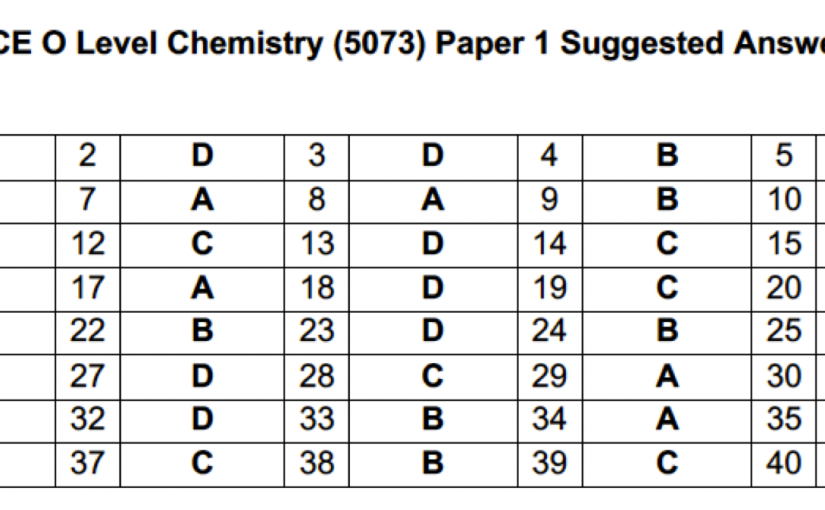 CE O Level Chemistry (5073) Paper 1 Suggested
2 D 3 D 4 B 5
7 A 8 A 9 B 10
12 C 13 D 14 C 15
17 A 18 D 19 C 20
22 B 23 D 24 B 25
27 D 28 C 29 A 30
32 D 33 B 34 A 35
37 C 38 B 39 C 40